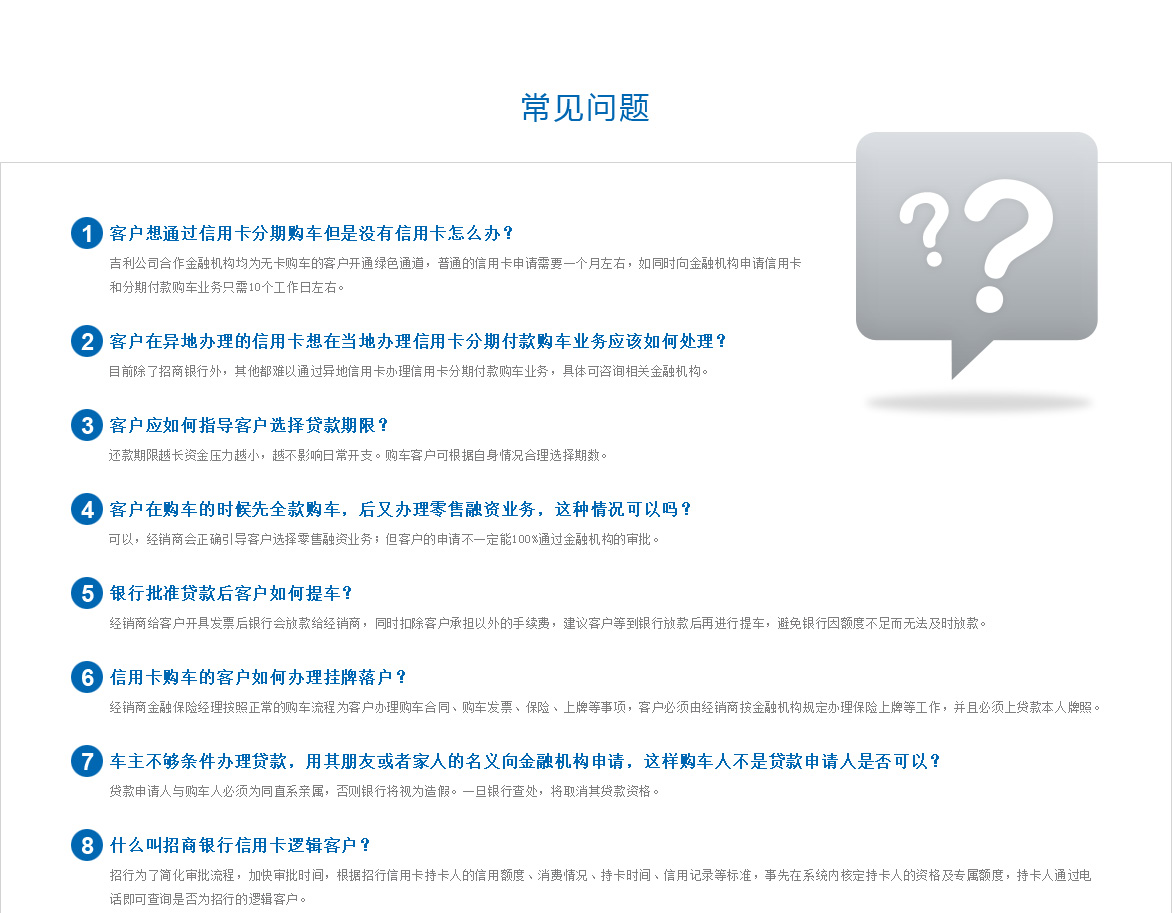 常见问题
??
1 客户想通过信用卡分期购车但是没有信用卡怎么办？
吉利公司合作金融机构均为无卡购车的客户开通绿色通道，普通的信用卡申请需要一个月左右，如同时向金融机构申请信用卡
和分期付款购车业务只需10个工作日左右。
2 客户在异地办理的信用卡想在当地办理信用卡分期付款购车业务应该如何处理？
目前除了招商银行外，其他都难以通过异地信用卡办理信用卡分期付款购车业务，具体可咨询相关金融机构。
3 客户应如何指导客户选择贷款期限？
还款期限越长资金压力越小，越不影响日常开支。购车客户可根据自身情况合理选择期数。
4 客户在购车的时候先全款购车，后又办理零售融资业务，这种情况可以吗？
可以，经销商会正确引导客户选择零售融资业务；但客户的申请不一定能100%通过金融机构的审批。
5 银行批准贷款后客户如何提车？
经销商给客户开具发票后银行会放款给经销商，同时扣除客户承担以外的手续费，建议客户等到银行放款后再进行提车，避免银行因额度不足而无法及时放款。
6 信用卡购车的客户如何办理挂牌落户？
经销商金融保险经理按照正常的购车流程为客户办理购车合同、购车发票、保险、上牌等事项，客户必须由经销商按金融机构规定办理保险上牌等工作，并且必须上贷款本人牌照。
7 车主不够条件办理贷款，用其朋友或者家人的名义向金融机构申请，这样购车人不是贷款申请人是否可以？
贷款申请人与购车人必须为同直系亲属，否则银行将视为造假。一旦银行查处，将取消其贷款资格。
8 什么叫招商银行信用卡逻辑客户？
招行为了简化审批流程，加快审批时间，根据招行信用卡持卡人的信用额度、消费情况、持卡时间、信用记录等标准，事先在系统内核定持卡人的资格及专属额度，持卡人通过电
话即可查询是否为招行的逻辑客户。